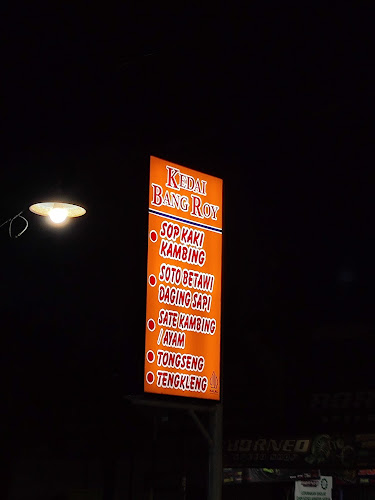 KEDAI
BANG ROY
SOP KAKI
KAMBING
SOTO BETAWI
DAGING SAPI
SATE KAMBING
/AYAM
TONGSENG
TENGKLENG
BORNEO